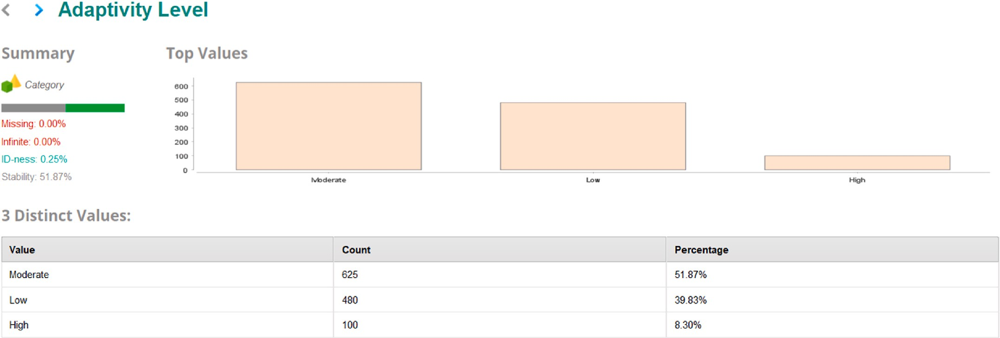 Adaptivity Level
Summary
Top Values
Category
Missing: 0.00%
Infinite: 0.00%
ID-ness: 0.25%
Stability: 51.87%
600
500
400
300
200
100
0
Moderate Low High
3 Distinct Values:
Value Count Percentage
Moderate 625 51.87%
Low 480 39.83%
High 100 8.30%